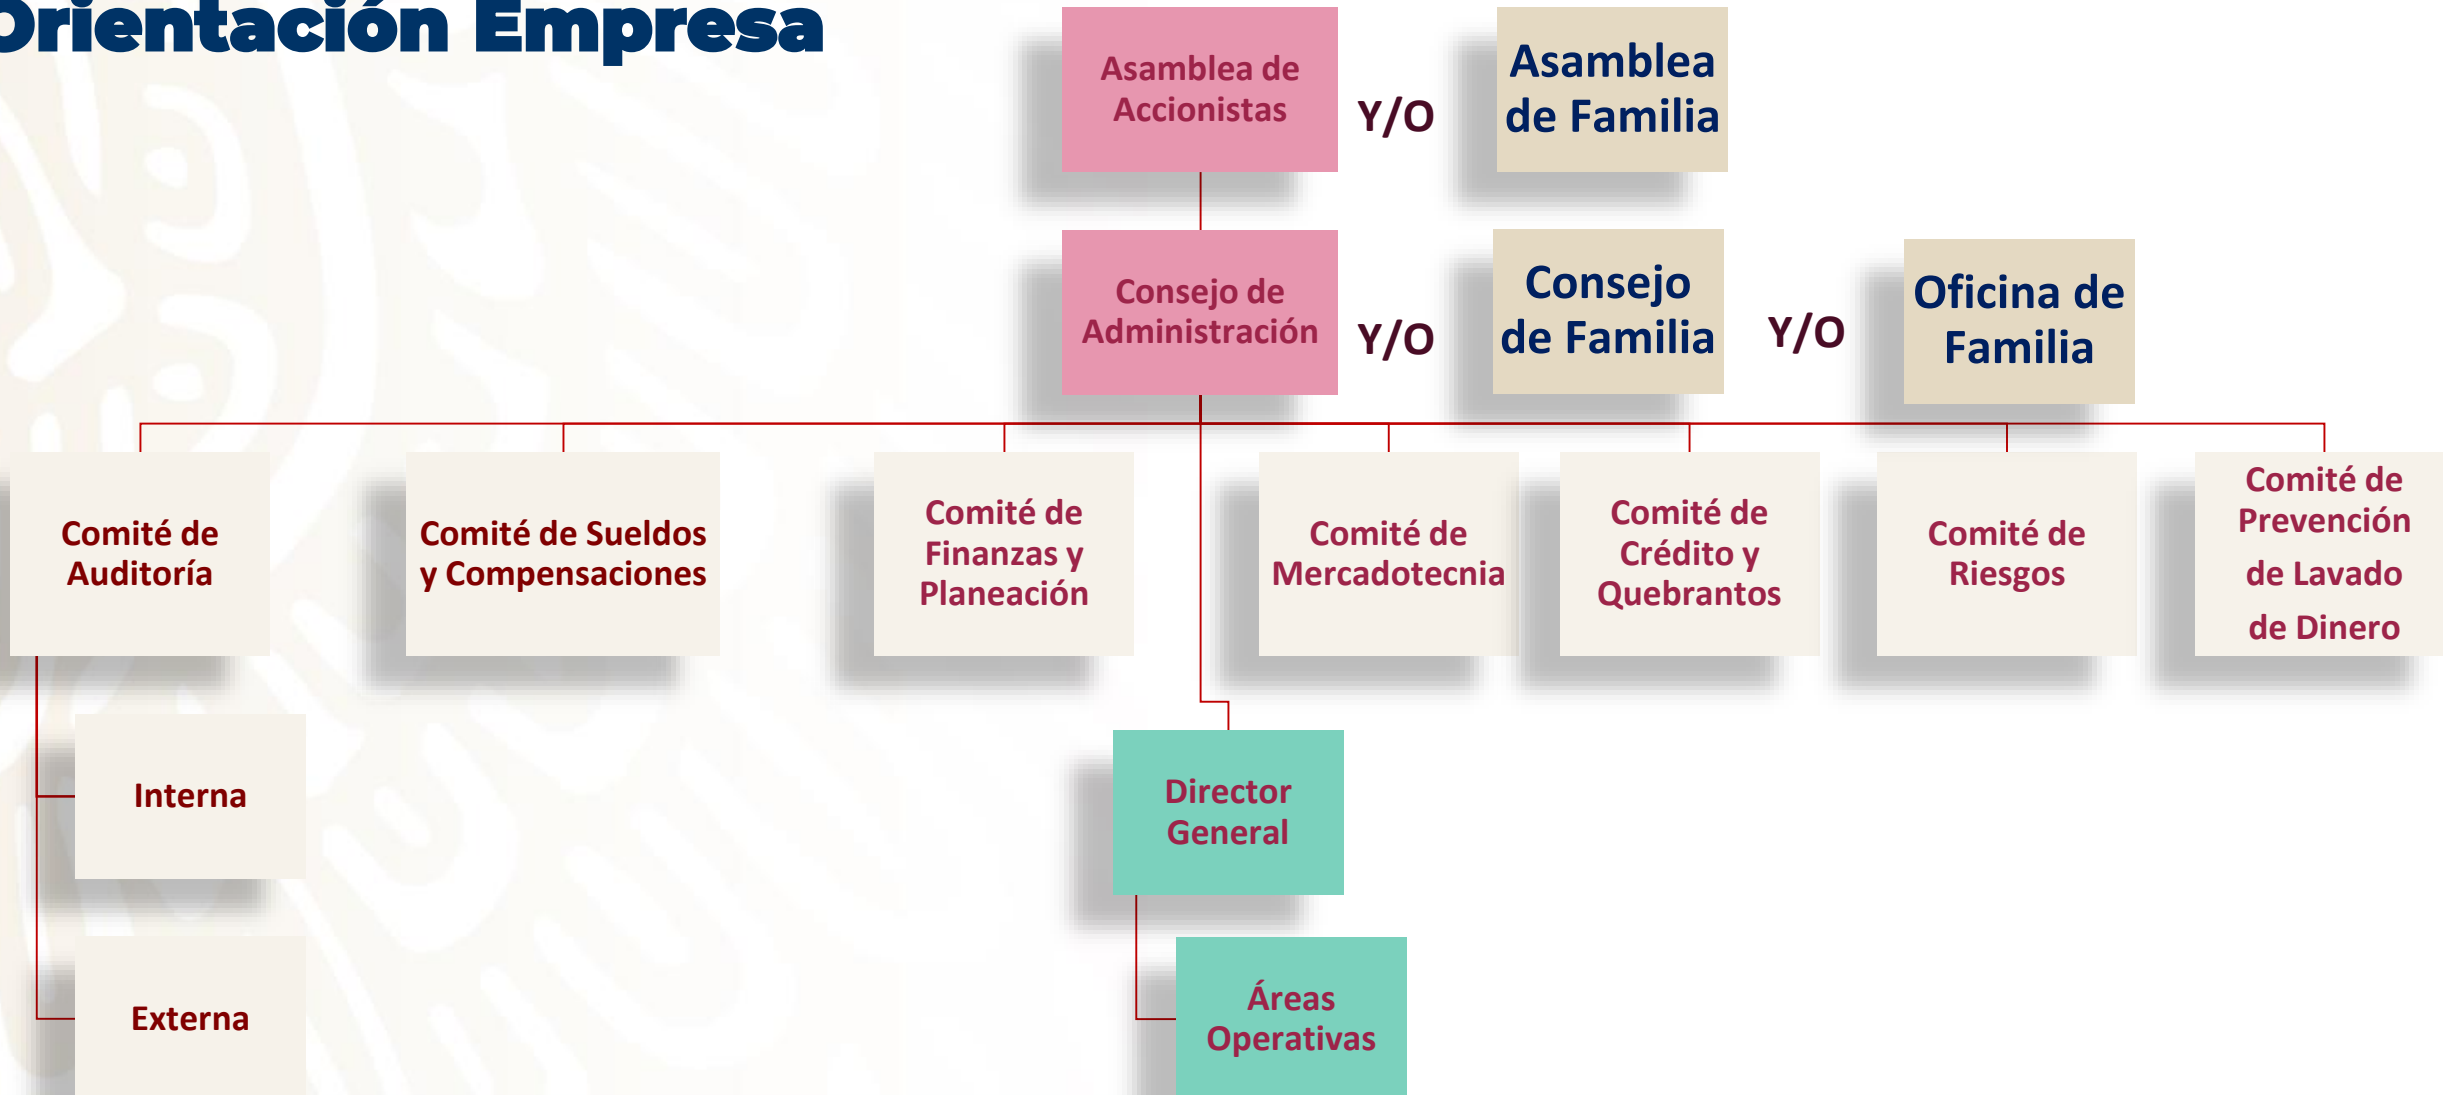 Orientación Empresa
Asamblea de
Accionistas
Y/O
Asamblea
de Familia
Consejo de
Administración
Y/O
Consejo
de Familia
Y/O
Oficina de
Familia
Comité de
Auditoría
Comité de Sueldos
y Compensaciones
Comité de
Finanzas y
Planeación
Comité de
Mercadotecnia
Comité de
Crédito y
Quebrantos
Comité de
Riesgos
Comité de
Prevención
de Lavado
de Dinero
Interna
Director
General
Externa
Áreas
Operativas